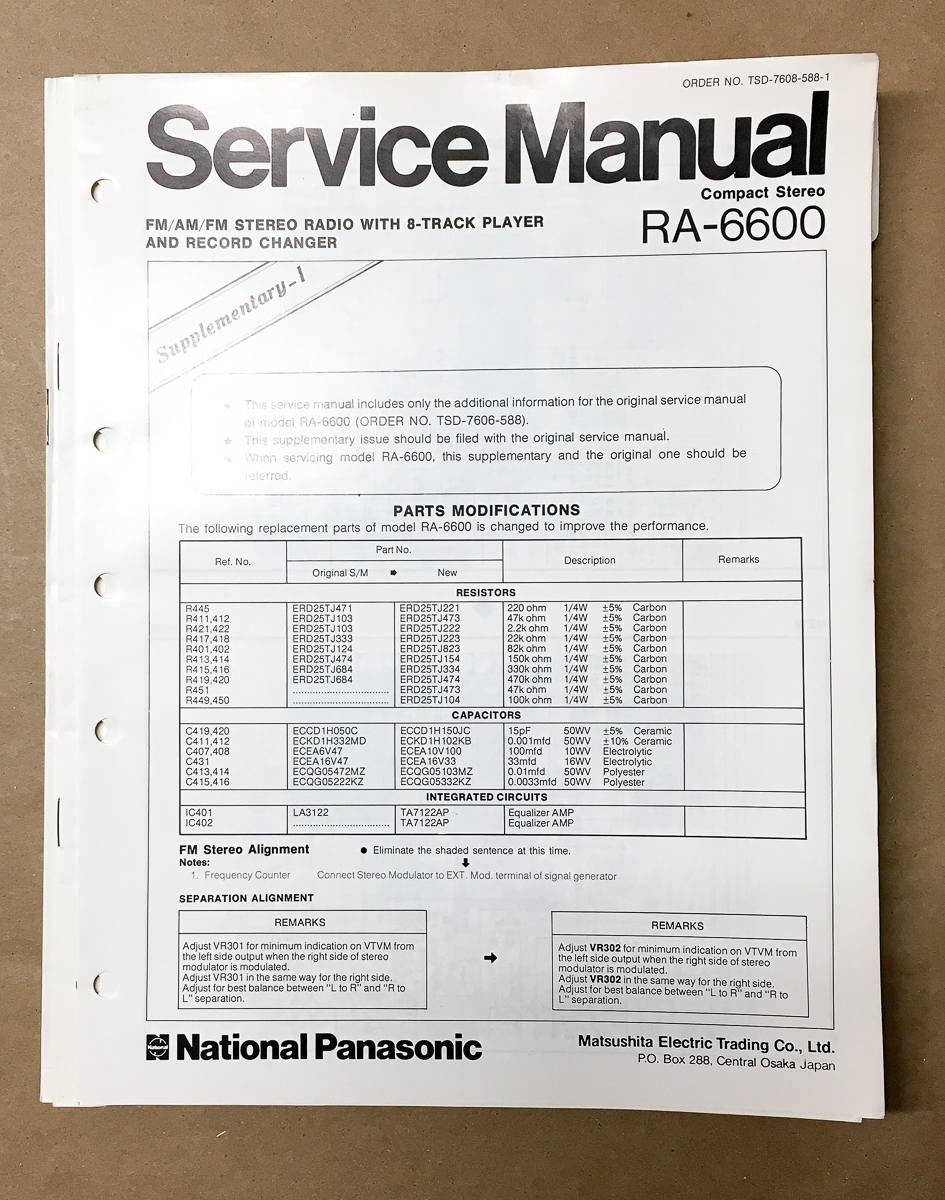 ORDER NO. TSD-7608-588-1
Service Manual
Compact Stereo
RA-6600
FM/AM/FM STEREO RADIO WITH 8-TRACK PLAYER
AND RECORD CHANGER
Supplementary-1
★ This service manual includes only the additional information for the original service manual
of model RA-6600 (ORDER NO. TSD-7606-588).
★ This supplementary issue should be filed with the original service manual.
★ When servicing model RA-6600, this supplementary and the original one should be
referred.
PARTS MODIFICATIONS
The following replacement parts of model RA-6600 is changed to improve the performance.
Ref. No. Part No. Description Remarks
Original S/M ➡ New
RESISTORS
R445 ERD25TJ471 ERD25TJ221 220 ohm 1/4W ±5% Carbon
R411,412 ERD25TJ103 ERD25TJ473 47k ohm 1/4W ±5% Carbon
R421,422 ERD25TJ103 ERD25TJ222 2.2k ohm 1/4W ±5% Carbon
R417,418 ERD25TJ333 ERD25TJ223 22k ohm 1/4W ±5% Carbon
R401,402 ERD25TJ124 ERD25TJ823 82k ohm 1/4W ±5% Carbon
R413,414 ERD25TJ474 ERD25TJ154 150k ohm 1/4W ±5% Carbon
R415,416 ERD25TJ684 ERD25TJ334 330k ohm 1/4W ±5% Carbon
R419,420 ERD25TJ684 ERD25TJ474 470k ohm 1/4W ±5% Carbon
R451 ................................ ERD25TJ473 47k ohm 1/4W ±5% Carbon
R449,450 ................................ ERD25TJ104 100k ohm 1/4W ±5% Carbon
CAPACITORS
C419,420 ECCD1H050C ECCD1H150JC 15pF 50WV ±5% Ceramic
C411,412 ECKD1H332MD ECKD1H102KB 0.001mfd 50WV ±10% Ceramic
C407,408 ECEA6V47 ECEA10V100 100mfd 10WV Electrolytic
C431 ECEA16V47 ECEA16V33 33mfd 16WV Electrolytic
C413,414 ECQG05472MZ ECQG05103MZ 0.01mfd 50WV Polyester
C415,416 ECQG05222KZ ECQG05332KZ 0.0033mfd 50WV Polyester
INTEGRATED CIRCUITS
IC401 LA3122 TA7122AP Equalizer AMP
IC402 ................................ TA7122AP Equalizer AMP
FM Stereo Alignment ● Eliminate the shaded sentence at this time.
Notes: ⬇
1. Frequency Counter Connect Stereo Modulator to EXT. Mod. terminal of signal generator
SEPARATION ALIGNMENT
REMARKS
Adjust VR301 for minimum indication on VTVM from
the left side output when the right side of stereo
modulator is modulated.
Adjust VR301 in the same way for the right side.
Adjust for best balance between "L to R" and "R to
L" separation.
➡
REMARKS
Adjust VR302 for minimum indication on VTVM from
the left side output when the right side of stereo
modulator is modulated.
Adjust VR302 in the same way for the right side.
Adjust for best balance between "L to R" and "R to
L" separation.
National
National Panasonic
Matsushita Electric Trading Co., Ltd.
P.O. Box 288, Central Osaka Japan